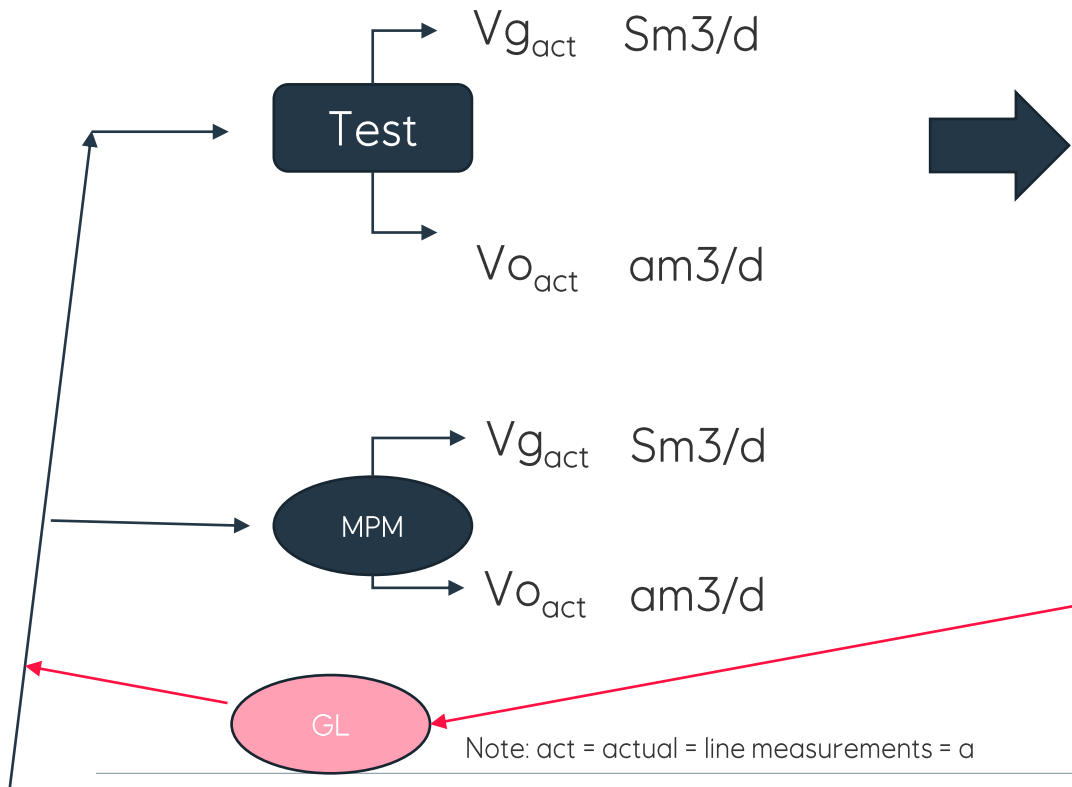 Vgact Sm3/d
Test
Voact am3/d
Vgact Sm3/d
MPM
Voact am3/d
GL
Note: act = actual = line measurements = a